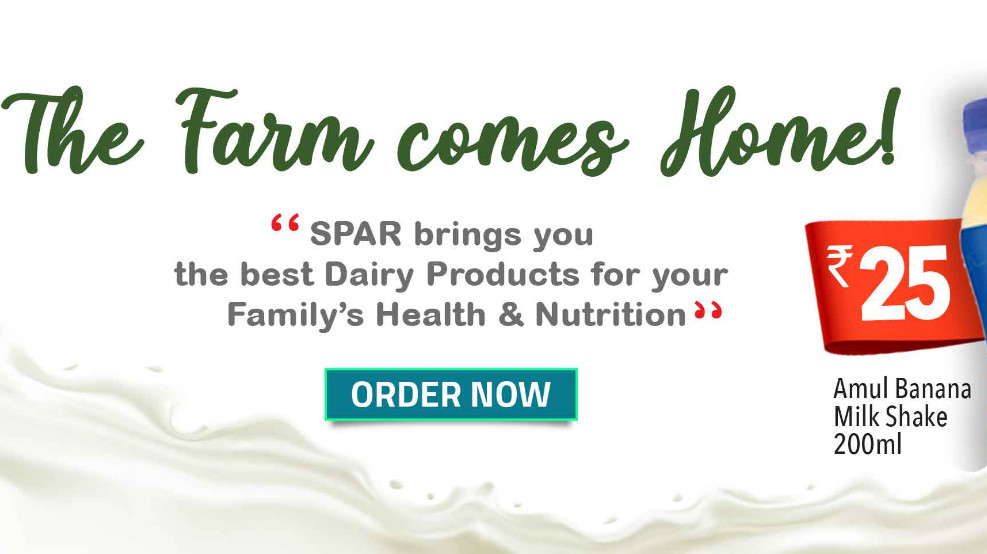 The Farm comes Home!
“ SPAR brings you
the best Dairy Products for your
Family’s Health & Nutrition ”
ORDER NOW
₹25
Amul Banana
Milk Shake
200ml